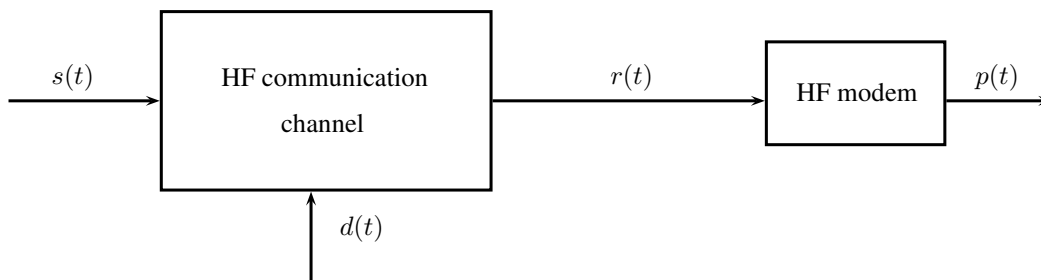 s(t)
HF communication
channel
r(t)
HF modem
p(t)
d(t)